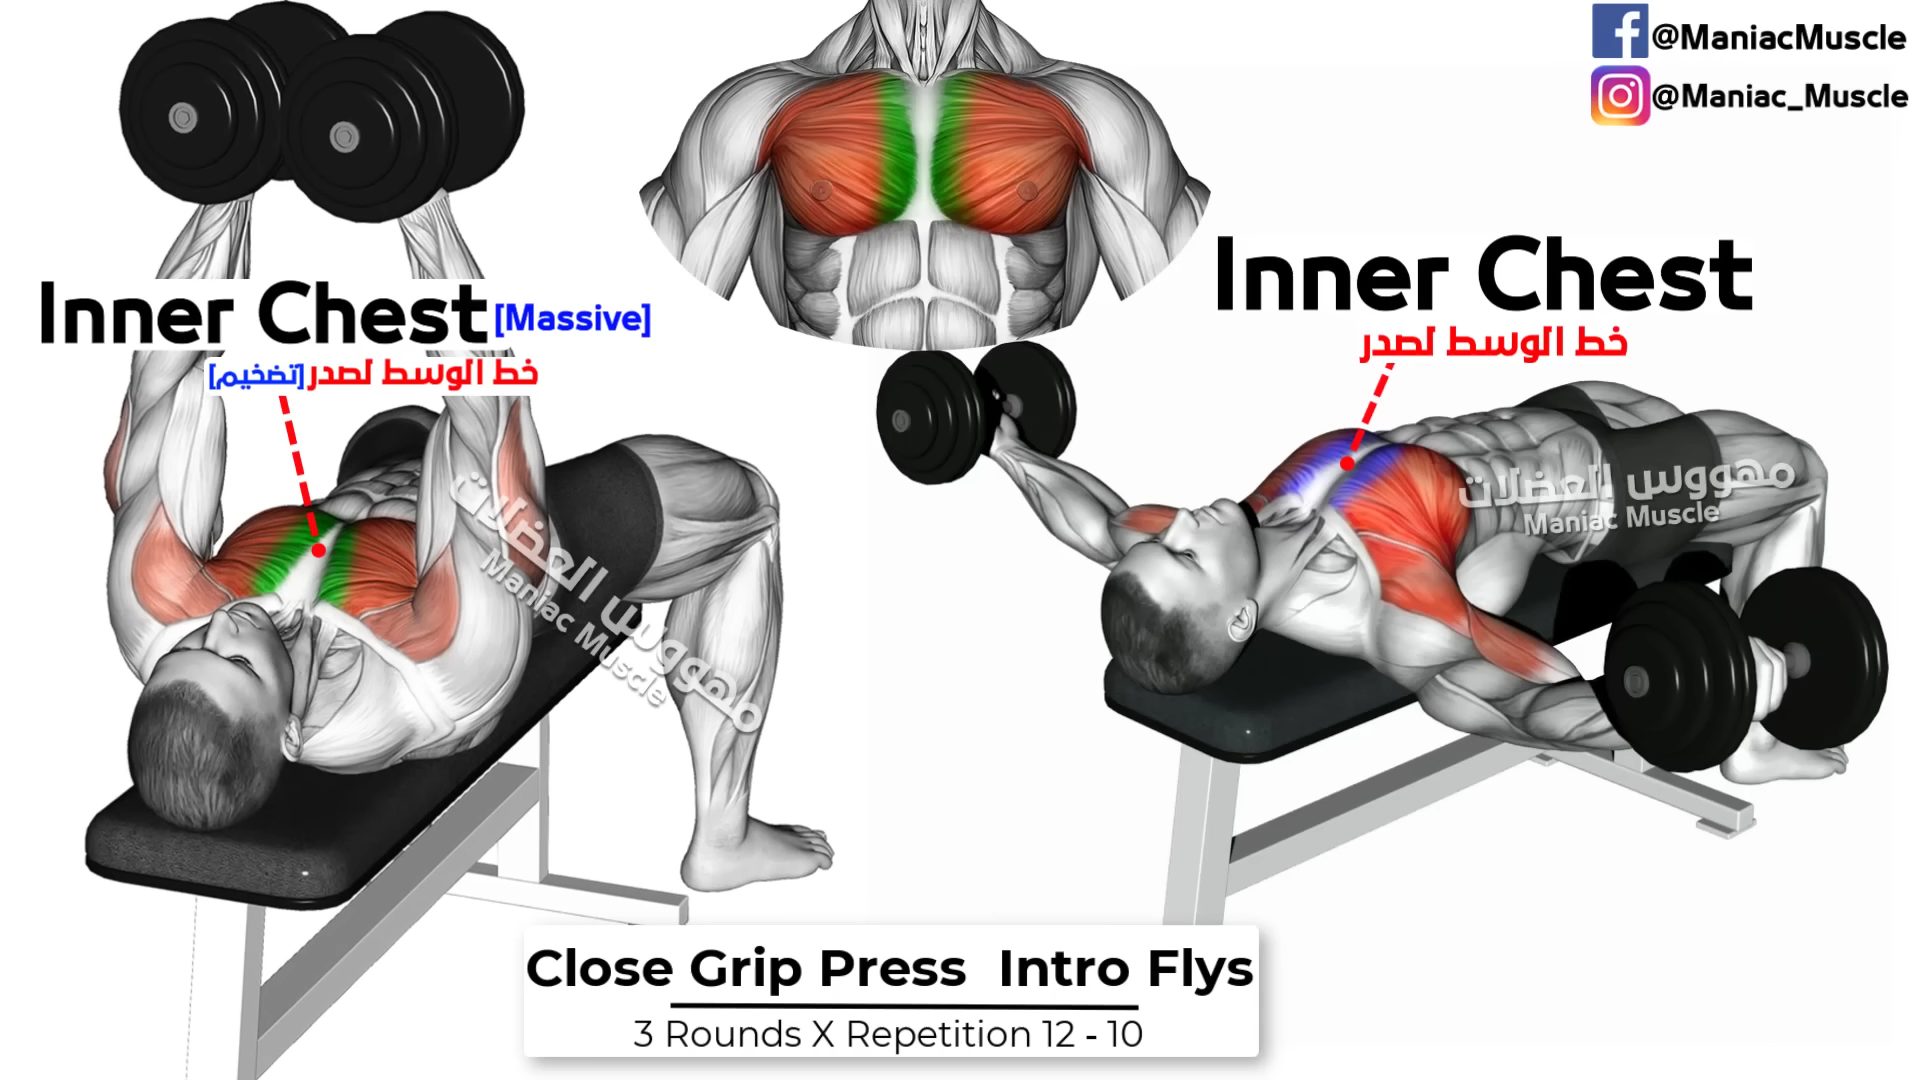 @ManiacMuscle
@Maniac_Muscle
Inner Chest [Massive]
خط الوسط لصدر [تضخيم]
Inner Chest
خط الوسط لصدر
مهووس العضلات
Maniac Muscle
مهووس العضلات
Maniac Muscle
Close Grip Press Intro Flys
3 Rounds X Repetition 12 - 10